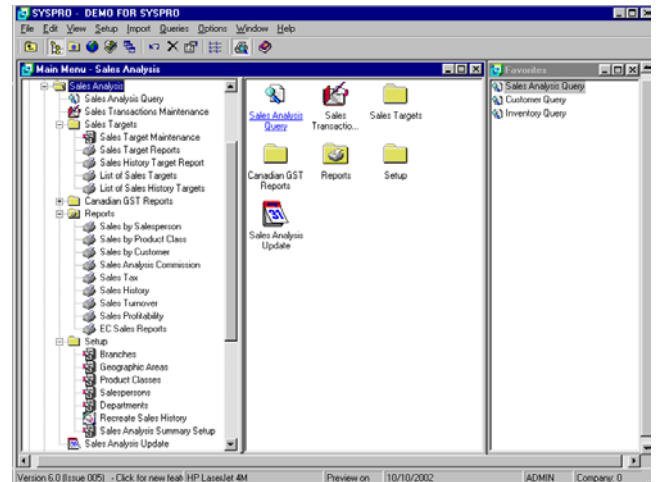 SYSPRO - DEMO FOR SYSPRO
File Edit View Setup Import Queries Options Window Help
Main Menu - Sales Analysis
Sales Analysis
Sales Analysis Query
Sales Transactions Maintenance
Sales Targets
Sales Target Maintenance
Sales Target Reports
Sales History Target Report
List of Sales Targets
List of Sales History Targets
Canadian GST Reports
Reports
Sales by Salesperson
Sales by Product Class
Sales by Customer
Sales Analysis Commission
Sales Tax
Sales History
Sales Turnover
Sales Profitability
EC Sales Reports
Setup
Branches
Geographic Areas
Product Classes
Salespersons
Departments
Recreate Sales History
Sales Analysis Summary Setup
Sales Analysis Update
Sales Analysis
Query
Sales
Transactio...
Sales Targets
Canadian GST
Reports
Reports
Setup
31
Sales Analysis
Update
Favorites
Sales Analysis Query
Customer Query
Inventory Query
Version 6.0 (Issue 005) - Click for new feat HP LaserJet 4M Preview on 10/10/2002 ADMIN Company: 0